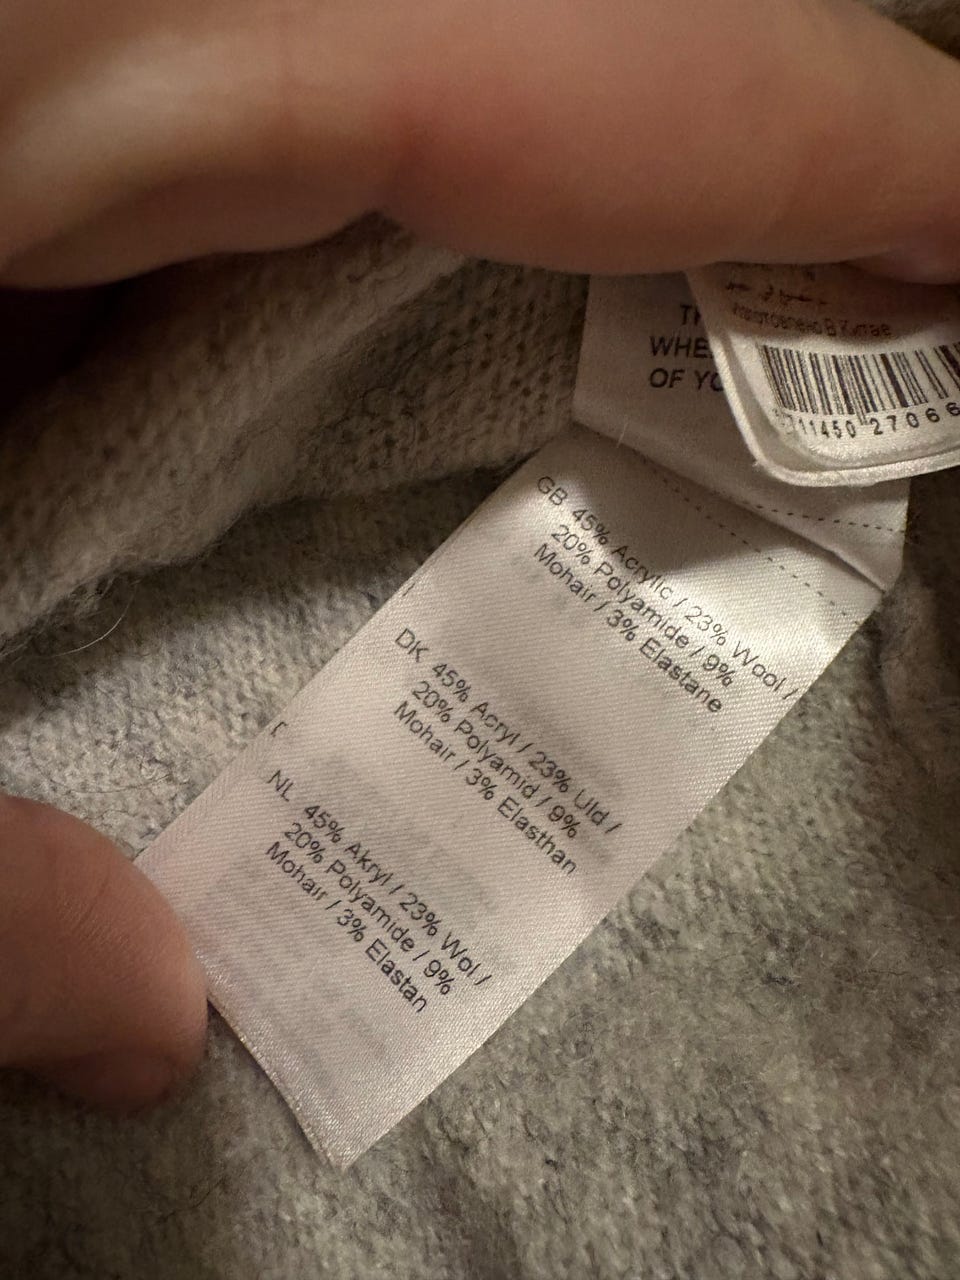 WHE
OF YO
Изготовлено В Китае
711450 27066
GB 45% Acrylic / 23% Wool /
20% Polyamide / 9%
Mohair / 3% Elastane
DK 45% Acryl / 23% Uld /
20% Polyamid / 9%
Mohair / 3% Elasthan
NL 45% Akryl / 23% Wol /
20% Polyamide / 9%
Mohair / 3% Elastan